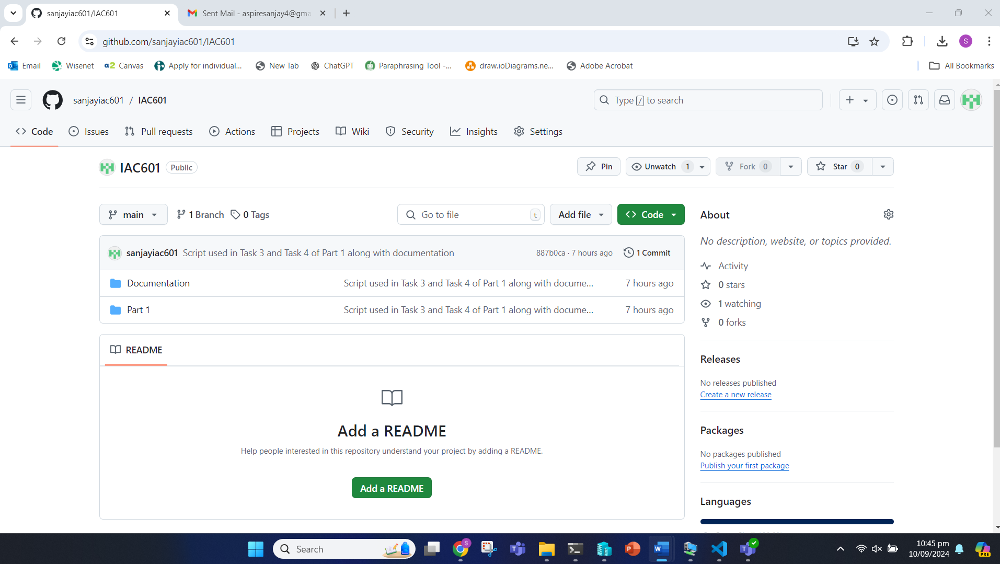 sanjayiac601/IAC601
Sent Mail - aspiresanjay4@gma
github.com/sanjayiac601/IAC601
S
Email
Wisenet
a2 Canvas
Apply for individual...
New Tab
ChatGPT
Paraphrasing Tool -...
draw.ioDiagrams.ne...
Adobe Acrobat
All Bookmarks
sanjayiac601 / IAC601
Type / to search
Code
Issues
Pull requests
Actions
Projects
Wiki
Security
Insights
Settings
IAC601 Public
Pin
Unwatch 1
Fork 0
Star 0
main
1 Branch
0 Tags
Go to file t
Add file
Code
sanjayiac601 Script used in Task 3 and Task 4 of Part 1 along with documentation 887b0ca · 7 hours ago 1 Commit
Documentation Script used in Task 3 and Task 4 of Part 1 along with docume... 7 hours ago
Part 1 Script used in Task 3 and Task 4 of Part 1 along with docume... 7 hours ago
README
Add a README
Help people interested in this repository understand your project by adding a README.
Add a README
About
No description, website, or topics provided.
Activity
0 stars
1 watching
0 forks
Releases
No releases published
Create a new release
Packages
No packages published
Publish your first package
Languages
Search
S
T
P
W
T
10:45 pm
10/09/2024
PRE